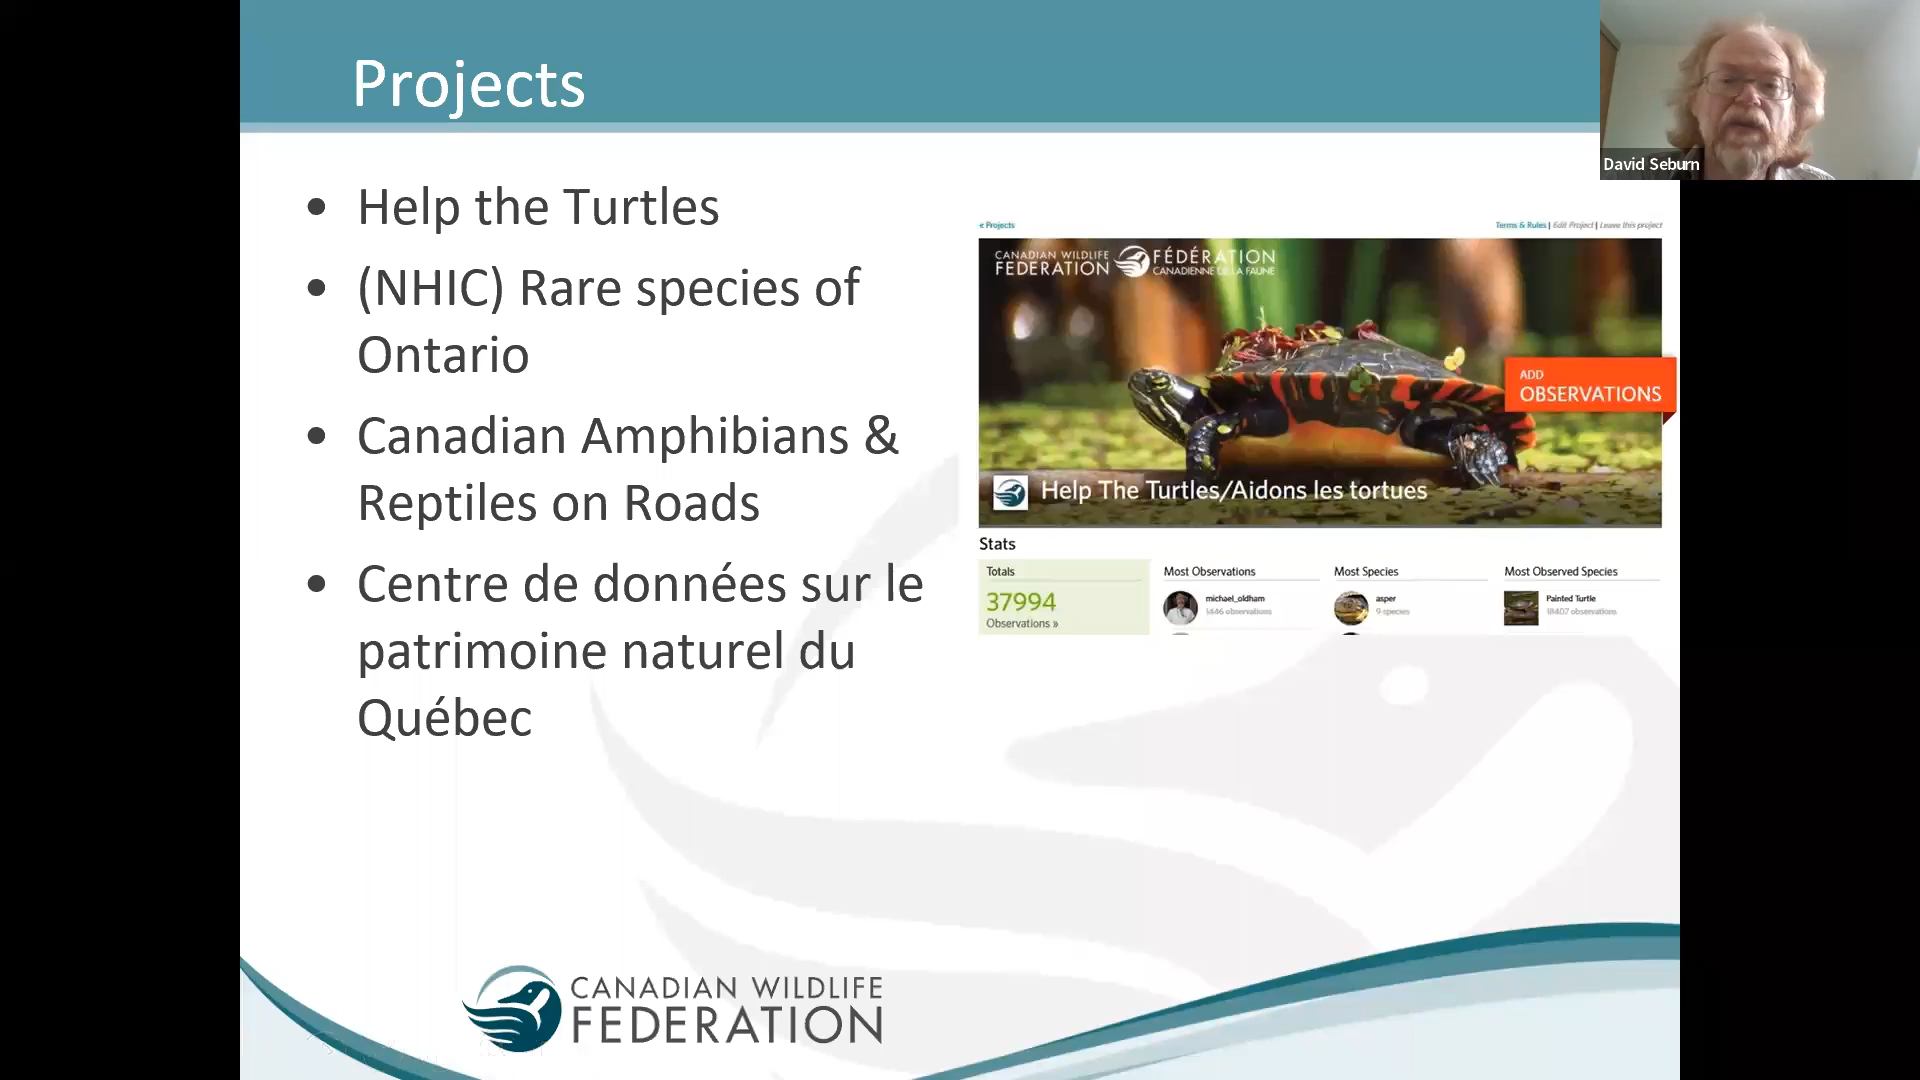 Projects
David Seburn
• Help the Turtles
• (NHIC) Rare species of
Ontario
• Canadian Amphibians &
Reptiles on Roads
• Centre de données sur le
patrimoine naturel du
Québec
« Projects
Terms & Rules | Edit Project | Leave this project
CANADIAN WILDLIFE
FEDERATION
FÉDÉRATION
CANADIENNE DE LA FAUNE
ADD
OBSERVATIONS
Help The Turtles/Aidons les tortues
Stats
Totals
37994
Observations »
Most Observations
michael_oldham
1446 observations
Most Species
asper
9 species
Most Observed Species
Painted Turtle
18407 observations
CANADIAN WILDLIFE
FEDERATION